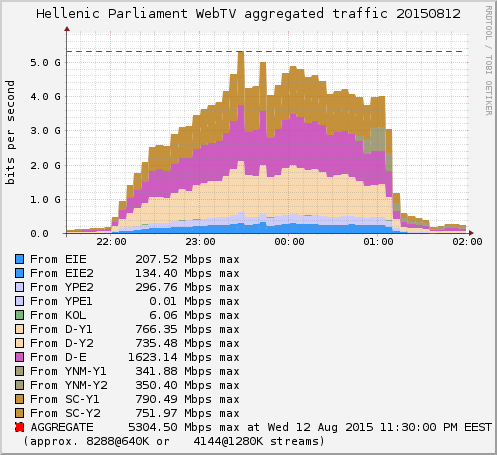 Hellenic Parliament WebTV aggregated traffic 20150812
RRDTOOL / TOBI OETIKER
bits per second
5.0 G
4.0 G
3.0 G
2.0 G
1.0 G
0.0
22:00 23:00 00:00 01:00 02:00
From EIE 207.52 Mbps max
From EIE2 134.40 Mbps max
From YPE2 296.76 Mbps max
From YPE1 0.01 Mbps max
From KOL 6.06 Mbps max
From D-Y1 766.35 Mbps max
From D-Y2 735.48 Mbps max
From D-E 1623.14 Mbps max
From YNM-Y1 341.88 Mbps max
From YNM-Y2 350.40 Mbps max
From SC-Y1 790.49 Mbps max
From SC-Y2 751.97 Mbps max
AGGREGATE 5304.50 Mbps max at Wed 12 Aug 2015 11:30:00 PM EEST
(approx. 8288@640K or 4144@1280K streams)